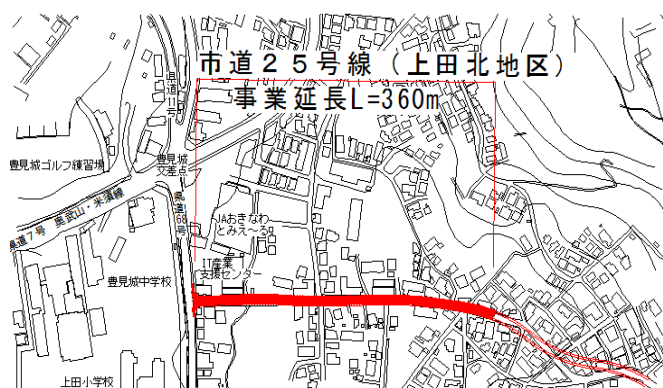 市道２５号線（上田北地区）
事業延長L=360m
県道11号
豊見城ゴルフ練習場
豊見城
交差点
県道7号 奥武山・米須線
県道68号
JAおきなわ
とみえ～る
IT産業
支援センター
豊見城中学校
上田小学校